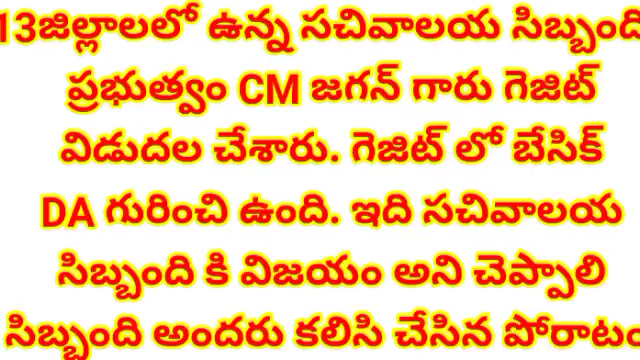 13జిల్లాలలో ఉన్న సచివాలయ సిబ్బంది
ప్రభుత్వం CM జగన్ గారు గెజిట్
విడుదల చేశారు. గెజిట్ లో బేసిక్
DA గురించి ఉంది. ఇది సచివాలయ
సిబ్బంది కి విజయం అని చెప్పాలి
సిబ్బంది అందరు కలిసి చేసిన పోరాటం